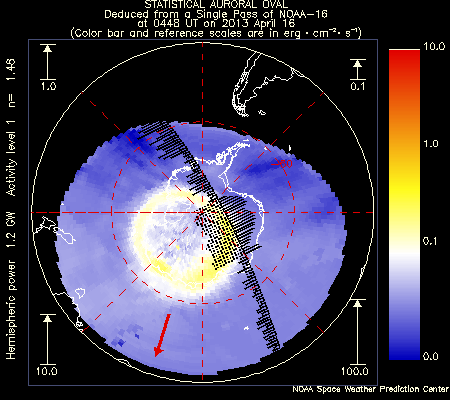 STATISTICAL AURORAL OVAL
Deduced from a Single Pass of NOAA-16
at 0448 UT on 2013 April 16
(Color bar and reference scales are in erg · cm⁻² · s⁻¹)
1.0
0.1
10.0
100.0
Hemispheric power 1.2 GW Activity level 1 n= 1.48
10.0
1.0
0.1
0.0
NOAA Space Weather Prediction Center